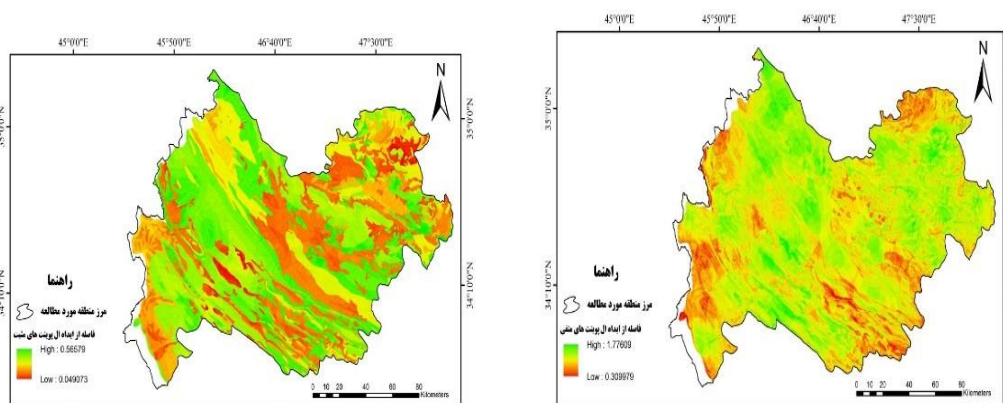 45°0'0"E 45°50'0"E 46°40'0"E 47°30'0"E
N
35°0'0"N
34°10'0"N
راهنما
مرز منطقه مورد مطالعه
فاصله از ایداه ال پوینت های مثبت
High : 0.56579
Low : 0.049073
0 10 20 40 60 80
Kilometers
45°0'0"E 45°50'0"E 46°40'0"E 47°30'0"E
N
35°0'0"N
34°10'0"N
راهنما
مرز منطقه مورد مطالعه
فاصله از ایداه ال پوینت های منفی
High : 1.77609
Low : 0.309979
0 10 20 40 60 80
Kilometers